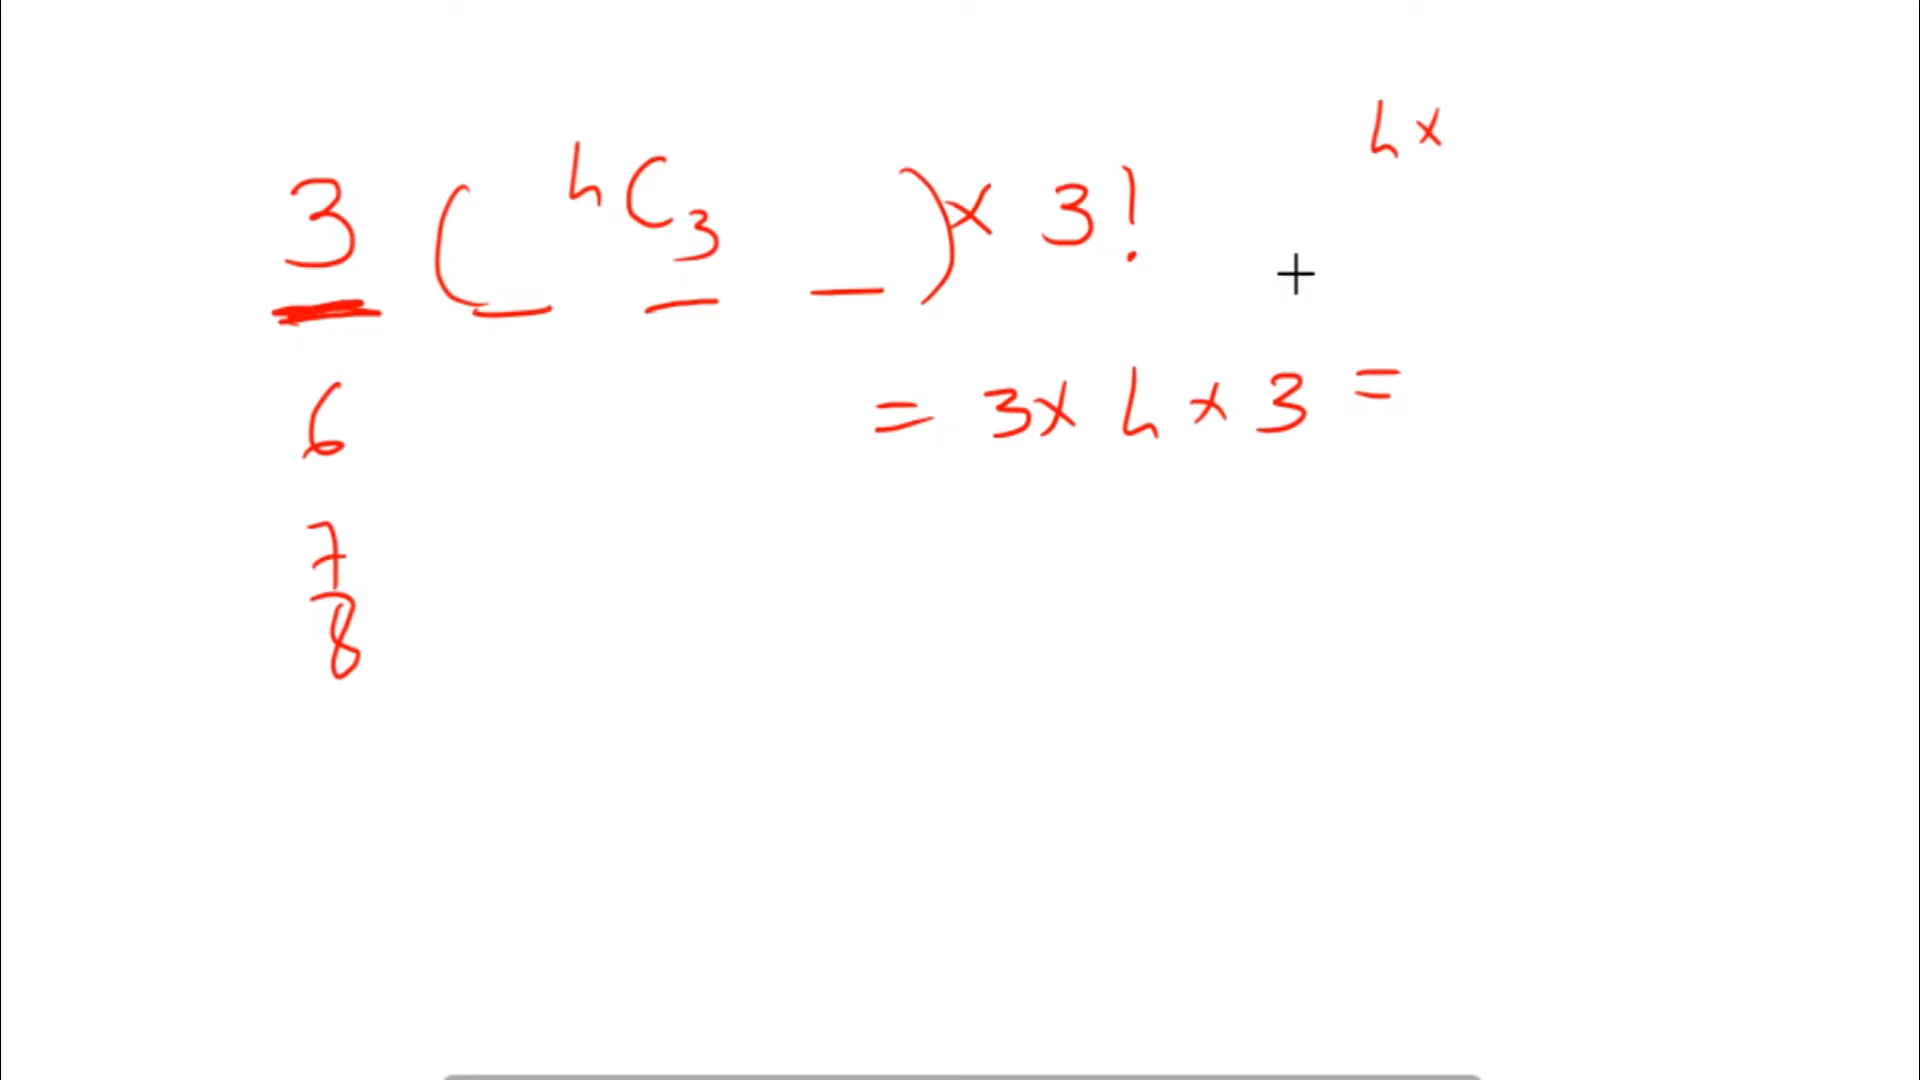 4 ×
3 ( _ ⁴C₃ _ _ ) × 3!
= 3 × 4 × 3 =
6
7
8